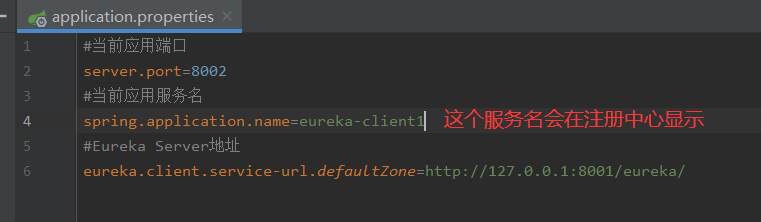 application.properties
1 #当前应用端口
2 server.port=8002
3 #当前应用服务名
4 spring.application.name=eureka-client1 这个服务名会在注册中心显示
5 #Eureka Server地址
6 eureka.client.service-url.defaultZone=http://127.0.0.1:8001/eureka/